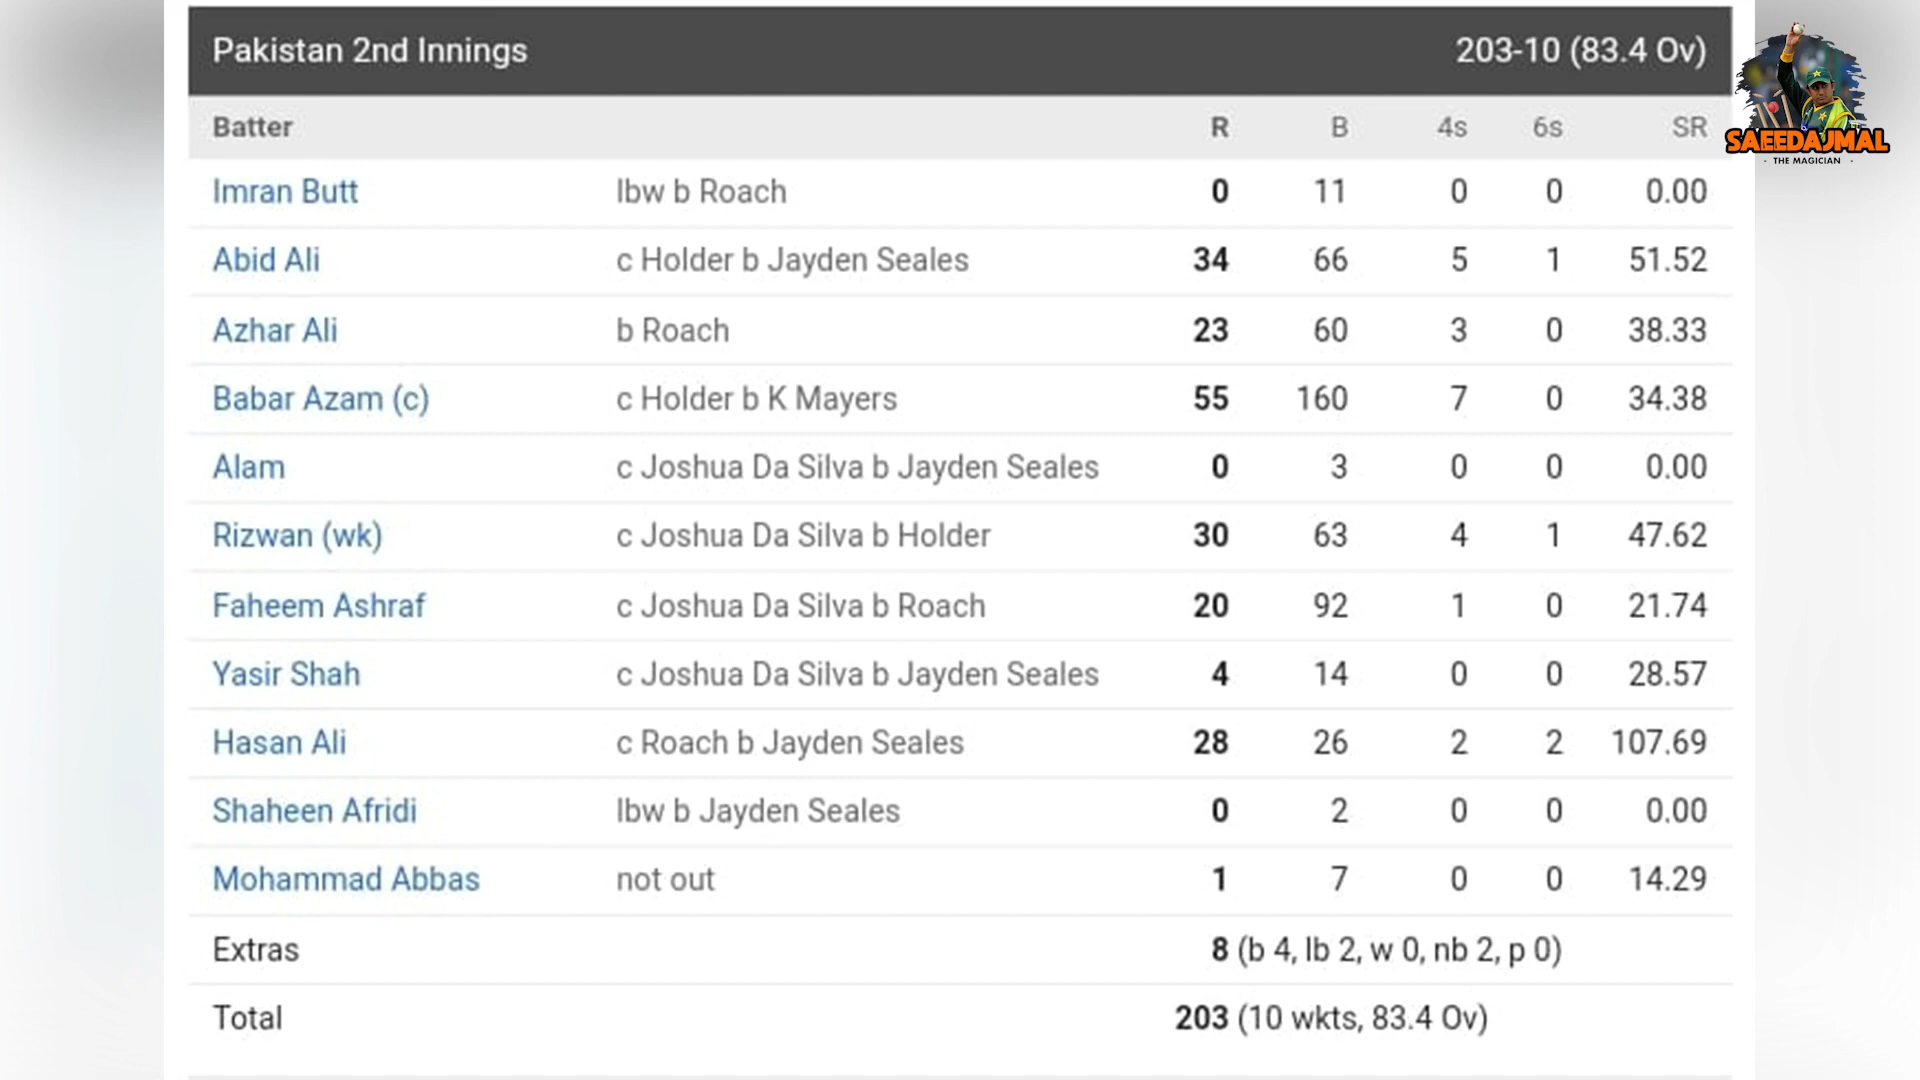 Pakistan 2nd Innings 203-10 (83.4 Ov)
Batter R B 4s 6s SR
Imran Butt lbw b Roach 0 11 0 0 0.00
Abid Ali c Holder b Jayden Seales 34 66 5 1 51.52
Azhar Ali b Roach 23 60 3 0 38.33
Babar Azam (c) c Holder b K Mayers 55 160 7 0 34.38
Alam c Joshua Da Silva b Jayden Seales 0 3 0 0 0.00
Rizwan (wk) c Joshua Da Silva b Holder 30 63 4 1 47.62
Faheem Ashraf c Joshua Da Silva b Roach 20 92 1 0 21.74
Yasir Shah c Joshua Da Silva b Jayden Seales 4 14 0 0 28.57
Hasan Ali c Roach b Jayden Seales 28 26 2 2 107.69
Shaheen Afridi lbw b Jayden Seales 0 2 0 0 0.00
Mohammad Abbas not out 1 7 0 0 14.29
Extras 8 (b 4, lb 2, w 0, nb 2, p 0)
Total 203 (10 wkts, 83.4 Ov)
SAEEDAJMAL
- THE MAGICIAN -